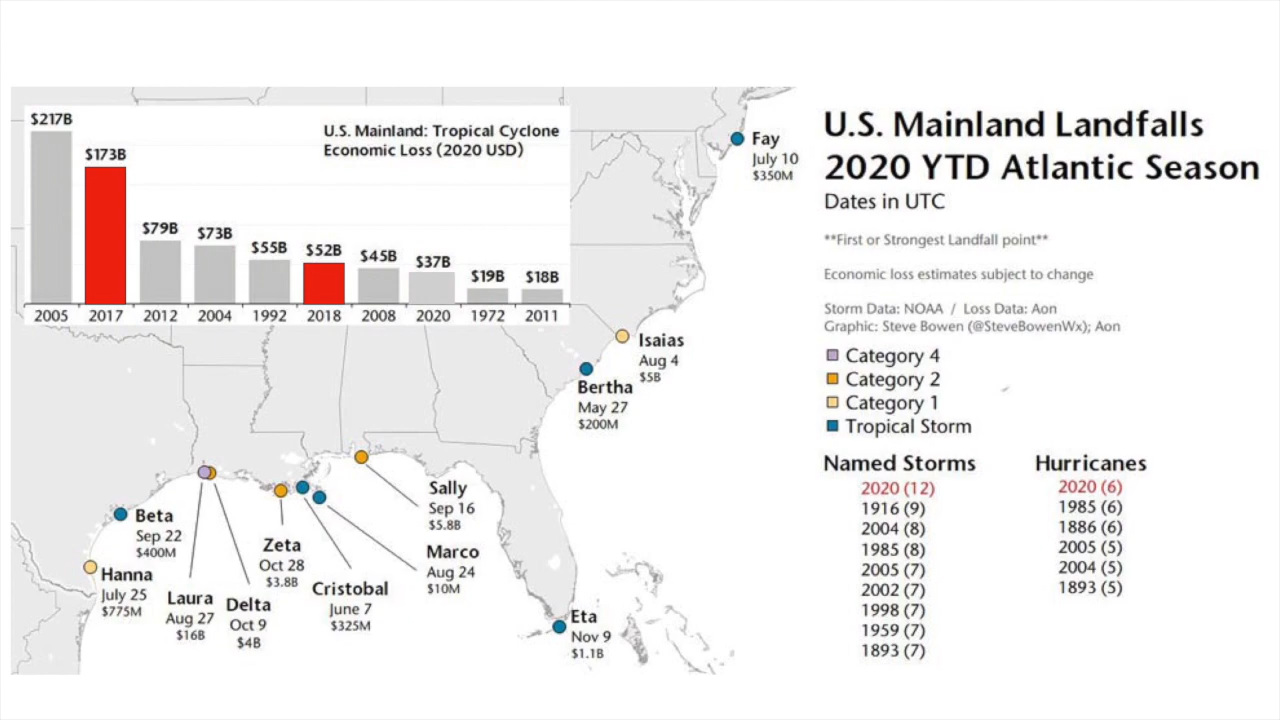 $217B
$173B
$79B
$73B
$55B
$52B
$45B
$37B
$19B
$18B
U.S. Mainland: Tropical Cyclone
Economic Loss (2020 USD)
2005 2017 2012 2004 1992 2018 2008 2020 1972 2011
Fay
July 10
$350M
Isaias
Aug 4
$5B
Bertha
May 27
$200M
Sally
Sep 16
$5.8B
Marco
Aug 24
$10M
Beta
Sep 22
$400M
Hanna
July 25
$775M
Laura
Aug 27
$16B
Delta
Oct 9
$4B
Zeta
Oct 28
$3.8B
Cristobal
June 7
$325M
Eta
Nov 9
$1.1B
U.S. Mainland Landfalls
2020 YTD Atlantic Season
Dates in UTC
**First or Strongest Landfall point**
Economic loss estimates subject to change
Storm Data: NOAA / Loss Data: Aon
Graphic: Steve Bowen (@SteveBowenWx); Aon
Category 4
Category 2
Category 1
Tropical Storm
Named Storms
2020 (12)
1916 (9)
2004 (8)
1985 (8)
2005 (7)
2002 (7)
1998 (7)
1959 (7)
1893 (7)
Hurricanes
2020 (6)
1985 (6)
1886 (6)
2005 (5)
2004 (5)
1893 (5)